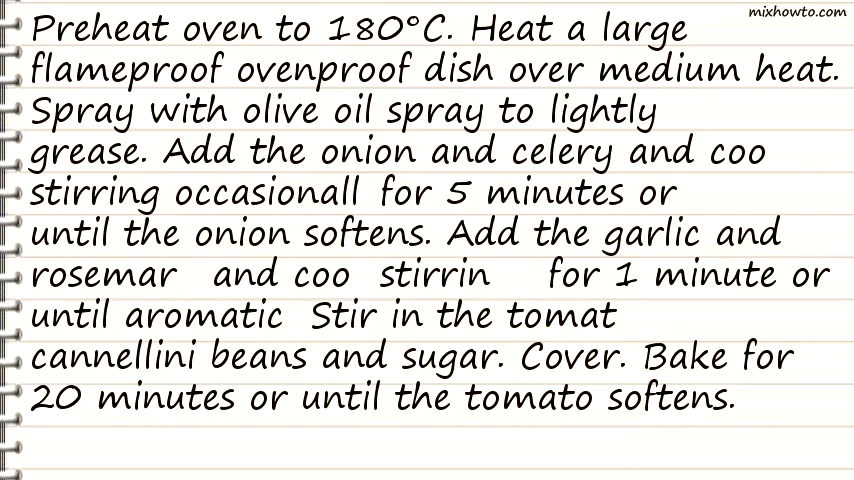 mixhowto.com
Preheat oven to 180°C. Heat a large
flameproof ovenproof dish over medium heat.
Spray with olive oil spray to lightly
grease. Add the onion and celery and coo
stirring occasionall for 5 minutes or
until the onion softens. Add the garlic and
rosemar and coo stirrin for 1 minute or
until aromatic Stir in the tomat
cannellini beans and sugar. Cover. Bake for
20 minutes or until the tomato softens.